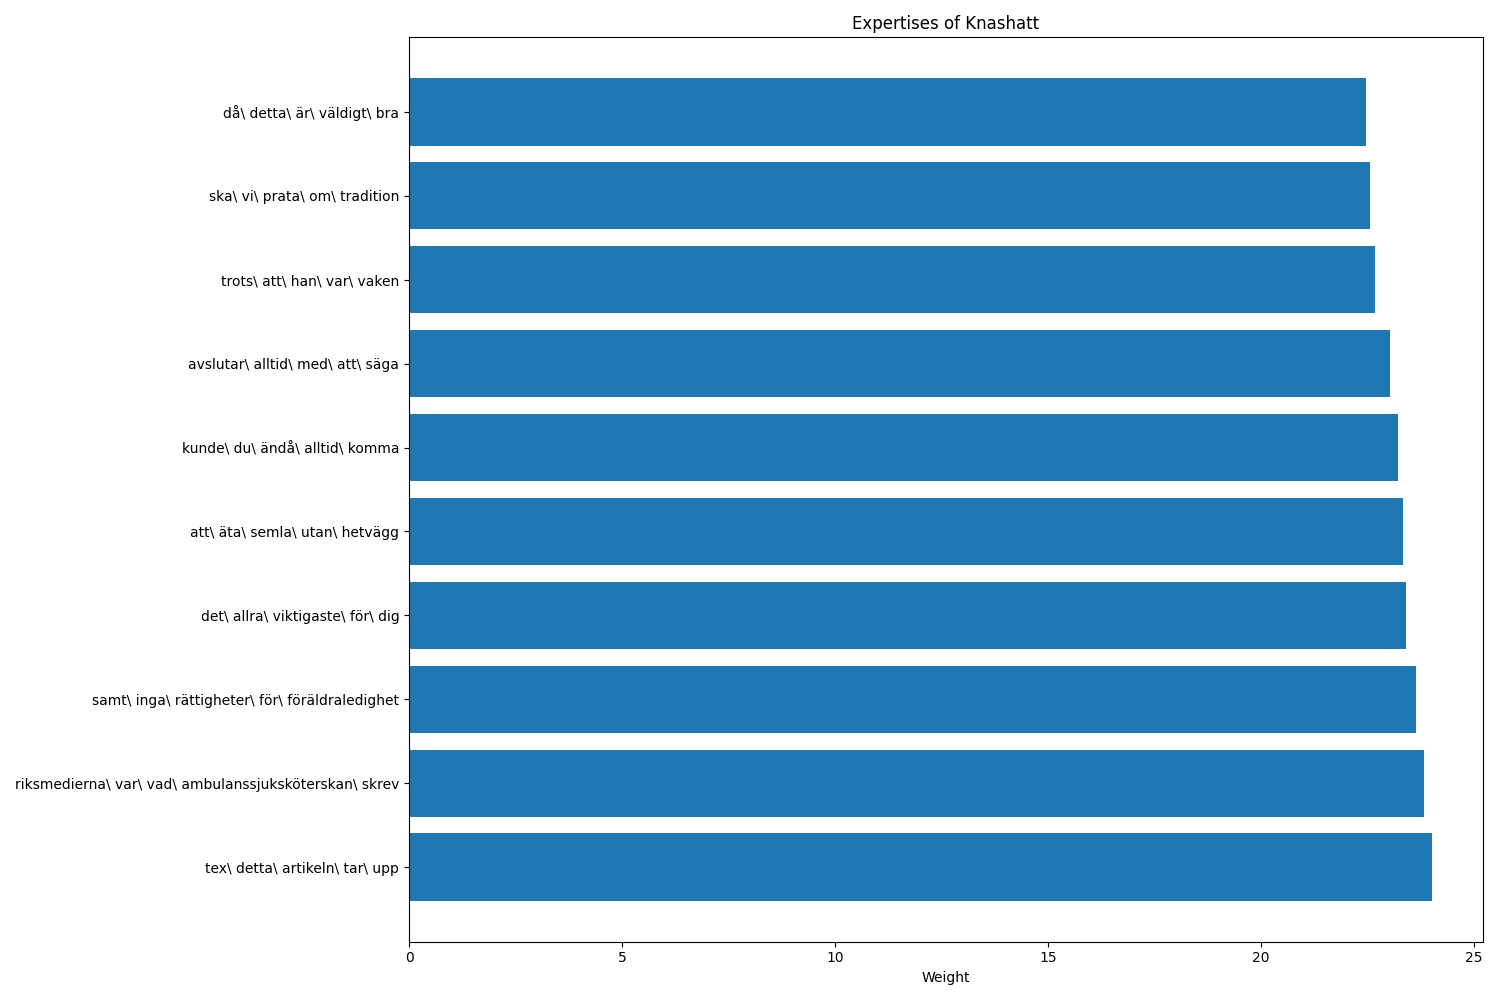 Expertises of Knashatt
då\ detta\ är\ väldigt\ bra
ska\ vi\ prata\ om\ tradition
trots\ att\ han\ var\ vaken
avslutar\ alltid\ med\ att\ säga
kunde\ du\ ändå\ alltid\ komma
att\ äta\ semla\ utan\ hetvägg
det\ allra\ viktigaste\ för\ dig
samt\ inga\ rättigheter\ för\ föräldraledighet
riksmedierna\ var\ vad\ ambulanssjuksköterskan\ skrev
tex\ detta\ artikeln\ tar\ upp
0 5 10 15 20 25
Weight